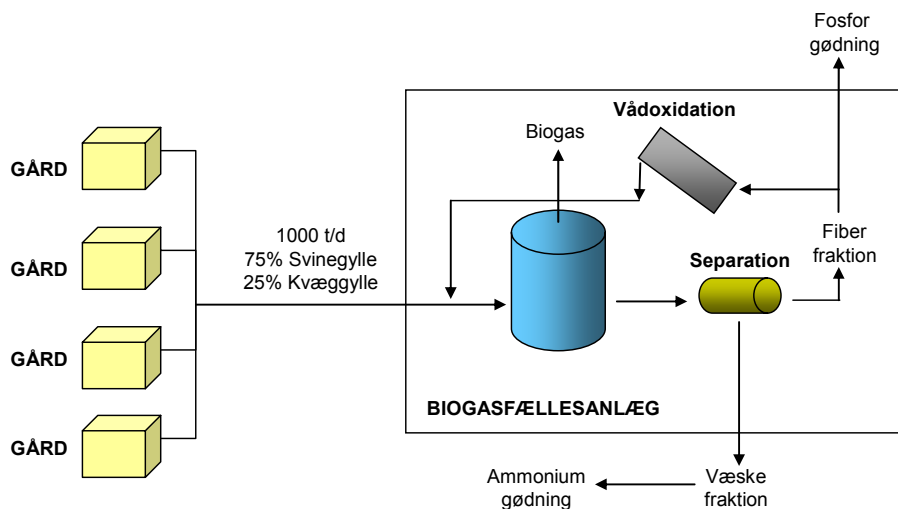 Fosfor
gødning
Vådoxidation
Biogas
GÅRD
1000 t/d
75% Svinegylle
25% Kvæggylle
GÅRD
Separation
Fiber
fraktion
GÅRD
BIOGASFÆLLESANLÆG
GÅRD
Ammonium
gødning
Væske
fraktion